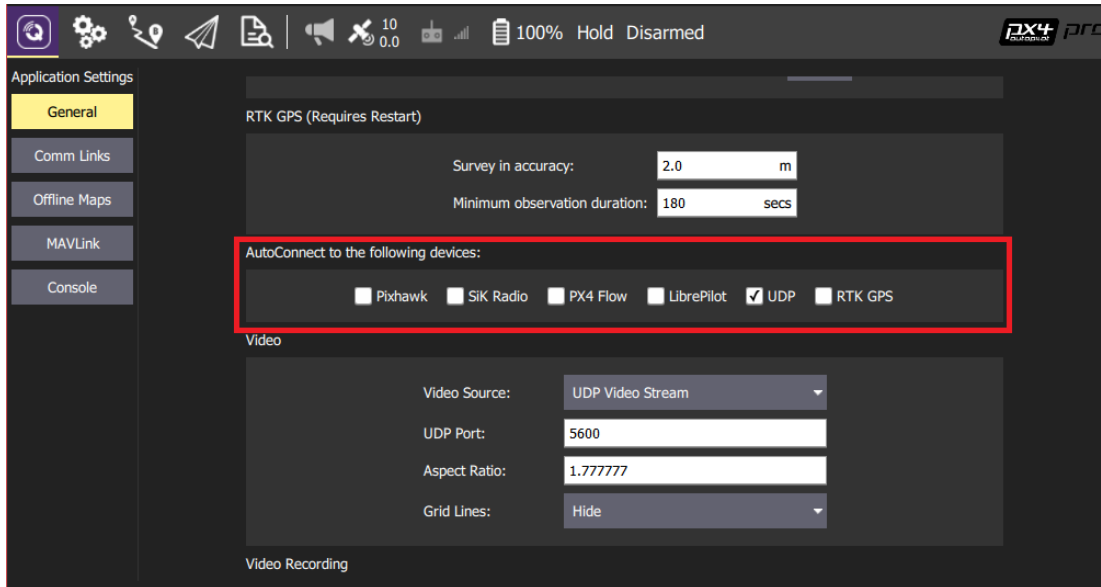 10
0.0
100% Hold Disarmed
px4
autopilot
pro
Application Settings
General
Comm Links
Offline Maps
MAVLink
Console
RTK GPS (Requires Restart)
Survey in accuracy: 2.0 m
Minimum observation duration: 180 secs
AutoConnect to the following devices:
Pixhawk SiK Radio PX4 Flow LibrePilot UDP RTK GPS
Video
Video Source: UDP Video Stream
UDP Port: 5600
Aspect Ratio: 1.777777
Grid Lines: Hide
Video Recording